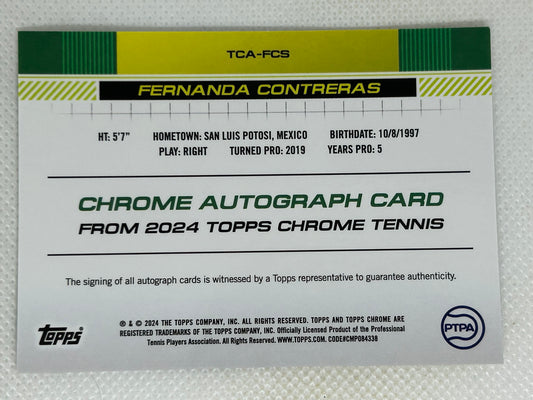 TCA-FCS
FERNANDA CONTRERAS
HT: 5'7" HOMETOWN: SAN LUIS POTOSI, MEXICO BIRTHDATE: 10/8/1997
PLAY: RIGHT TURNED PRO: 2019 YEARS PRO: 5
CHROME AUTOGRAPH CARD
FROM 2024 TOPPS CHROME TENNIS
The signing of all autograph cards is witnessed by a Topps representative to guarantee authenticity.
® & © 2024 THE TOPPS COMPANY, INC. ALL RIGHTS RESERVED. TOPPS AND TOPPS CHROME ARE
REGISTERED TRADEMARKS OF THE TOPPS COMPANY, INC. Officially Licensed Product of the Professional
Tennis Players Association. All Rights Reserved. WWW.TOPPS.COM. CODE#CMP084338
topps
PTPA